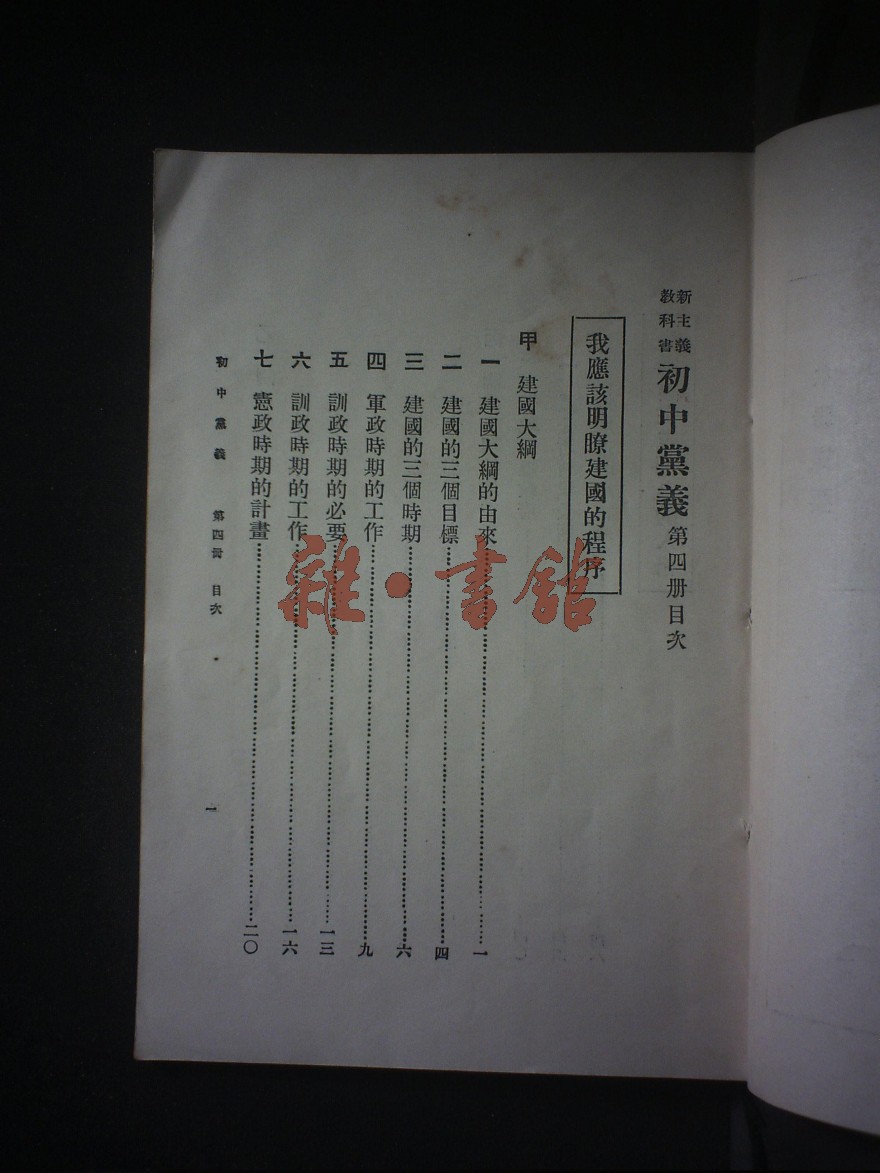 新主義教科書 初中黨義 第四册目次
我應該明瞭建國的程序
甲 建國大綱
一 建國大綱的由來……一
二 建國的三個目標……四
三 建國的三個時期……六
四 軍政時期的工作……九
五 訓政時期的必要……一三
六 訓政時期的工作……一六
七 憲政時期的計畫……二〇
初中黨義 第四册 目次 一
雜·書館